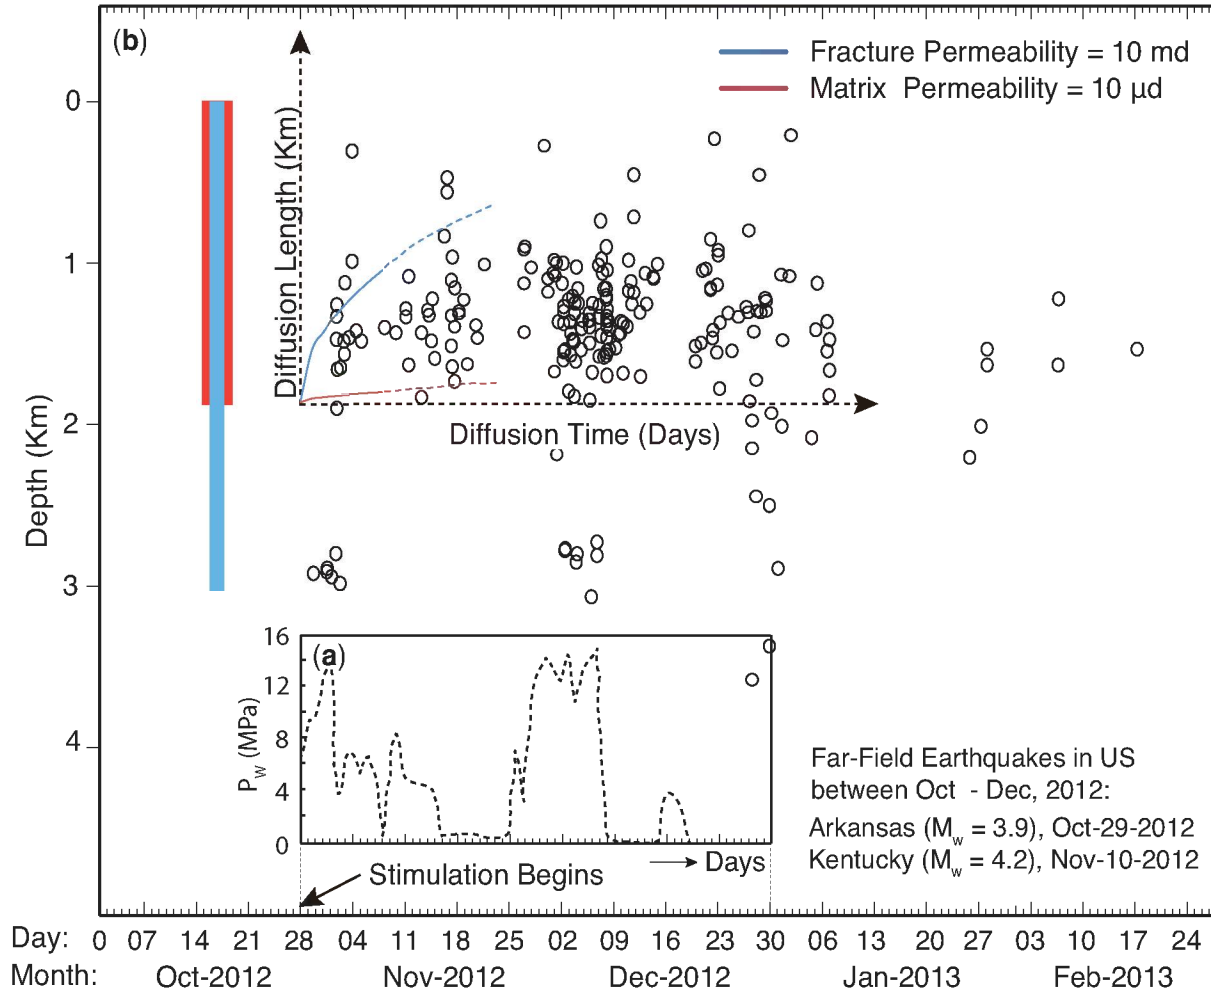 (b)
Fracture Permeability = 10 md
Matrix Permeability = 10 µd
0
1
2
3
4
Depth (Km)
Diffusion Length (Km)
Diffusion Time (Days)
(a)
16
12
8
4
0
P_W (MPa)
Days
Stimulation Begins
Far-Field Earthquakes in US
between Oct - Dec, 2012:
Arkansas (M_w = 3.9), Oct-29-2012
Kentucky (M_w = 4.2), Nov-10-2012
Day: 0 07 14 21 28 04 11 18 25 02 09 16 23 30 06 13 20 27 03 10 17 24
Month: Oct-2012 Nov-2012 Dec-2012 Jan-2013 Feb-2013